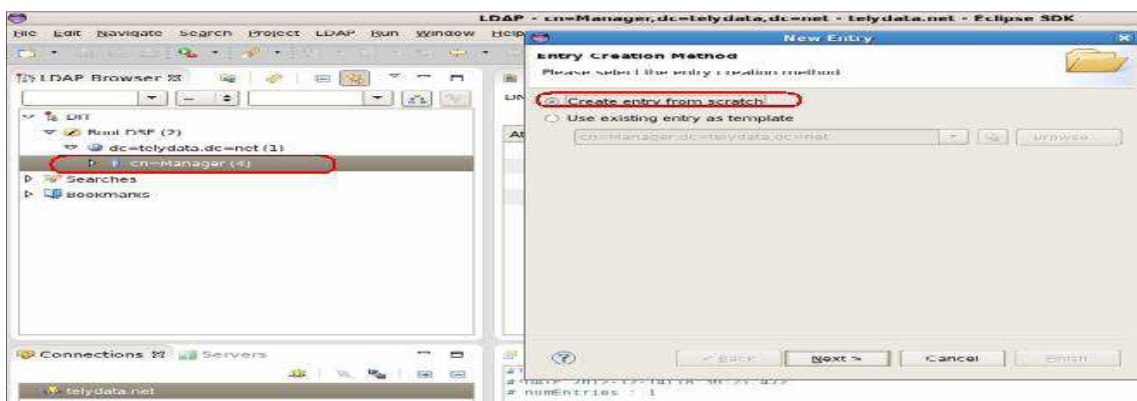 LDAP - cn=Manager,dc=telydata,dc=net - telydata.net - Eclipse SDK
File Edit Navigate Search Project LDAP Run Window Help
New Entry
Entry Creation Method
Please select the entry creation method
LDAP Browser
Create entry from scratch
Use existing entry as template
cn=Manager,dc=telydata,dc=net
Browse...
DIT
Root DSE (2)
dc=telydata,dc=net (1)
cn=Manager (4)
Searches
Bookmarks
Connections
Servers
< Back
Next >
Cancel
Finish
telydata.net
# numEntries : 1